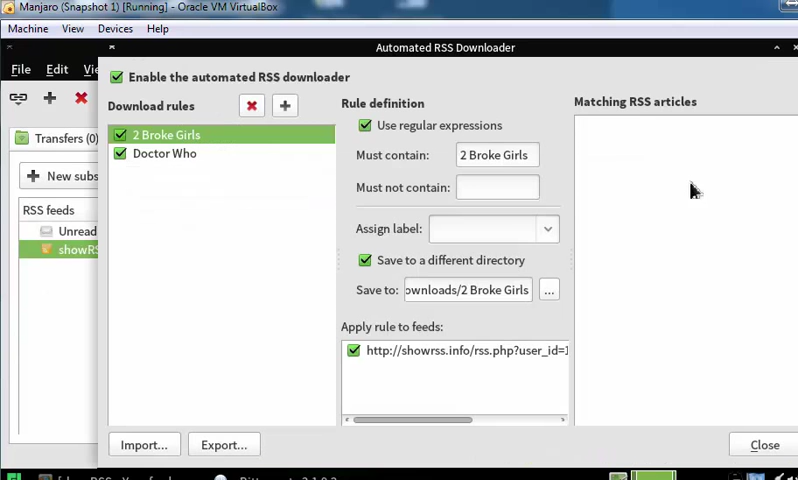 Manjaro (Snapshot 1) [Running] - Oracle VM VirtualBox
Machine View Devices Help
Automated RSS Downloader
File Edit
Enable the automated RSS downloader
Download rules
Rule definition
Matching RSS articles
2 Broke Girls
Doctor Who
Use regular expressions
Must contain: 2 Broke Girls
Must not contain:
Assign label:
Save to a different directory
Save to: ownloads/2 Broke Girls ...
Apply rule to feeds:
http://showrss.info/rss.php?user_id=1
Transfers (0)
New subs
RSS feeds
Unread
showRS
Import... Export... Close